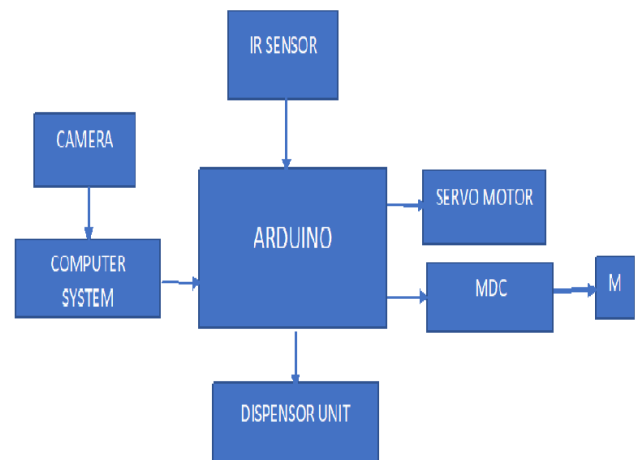 IR SENSOR
CAMERA
ARDUINO
SERVO MOTOR
COMPUTER
SYSTEM
MDC
M
DISPENSOR UNIT